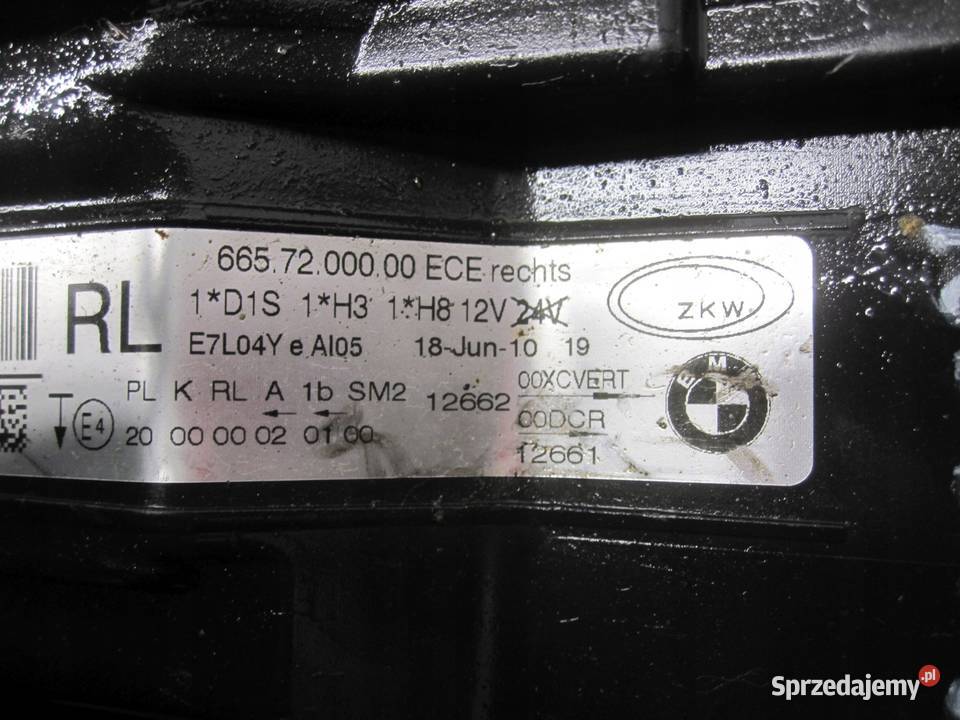 665.72.000.00 ECE rechts
RL
1*D1S 1*H3 1*H8 12V 24V
ZKW
E7L04Y e AI05 18-Jun-10 19
PL K RL A 1b SM2
E4
20 00 00 02 01 00
12662
00XCVERT
00DCR
12661
BMW
Sprzedajemy.pl